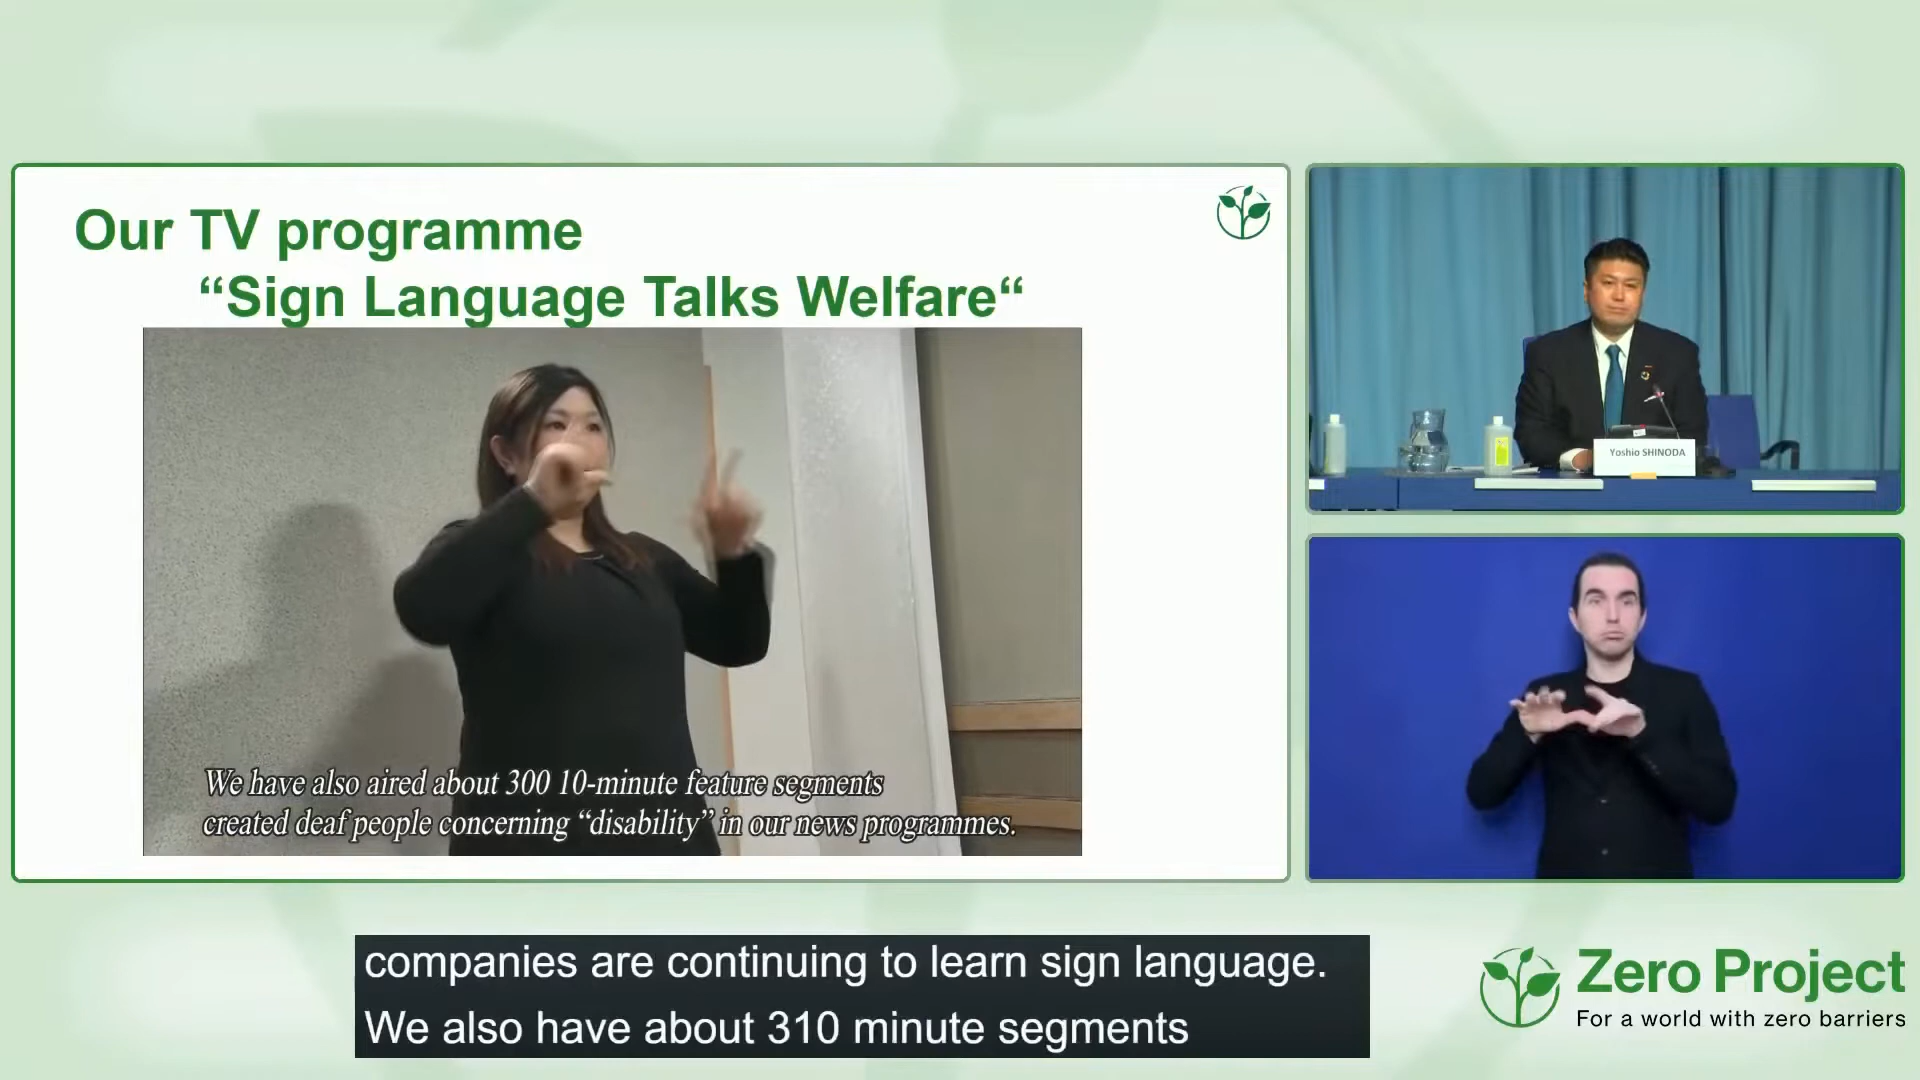 Our TV programme
“Sign Language Talks Welfare“
We have also aired about 300 10-minute feature segments
created deaf people concerning “disability” in our news programmes.
Yoshio SHINODA
companies are continuing to learn sign language.
We also have about 310 minute segments
Zero Project
For a world with zero barriers